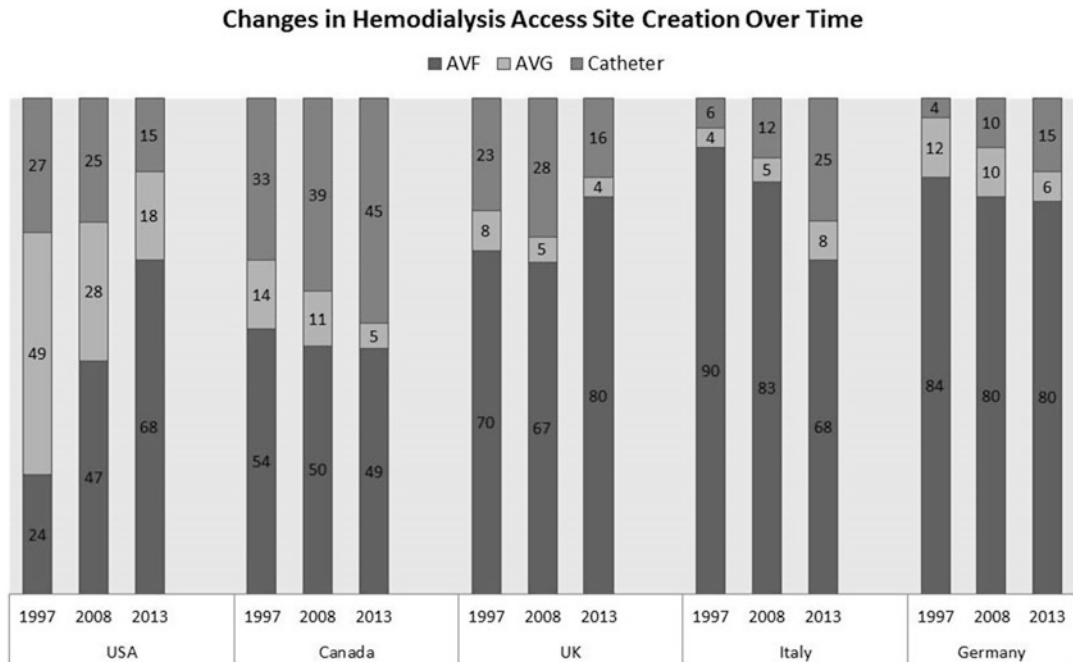 Changes in Hemodialysis Access Site Creation Over Time
AVF AVG Catheter
27 25 15 33 39 45 23 28 16 6 12 25 4 10 15
49 28 18 14 11 5 8 5 4 4 5 8 12 10 6
24 47 68 54 50 49 70 67 80 90 83 68 84 80 80
1997 2008 2013 1997 2008 2013 1997 2008 2013 1997 2008 2013 1997 2008 2013
USA Canada UK Italy Germany